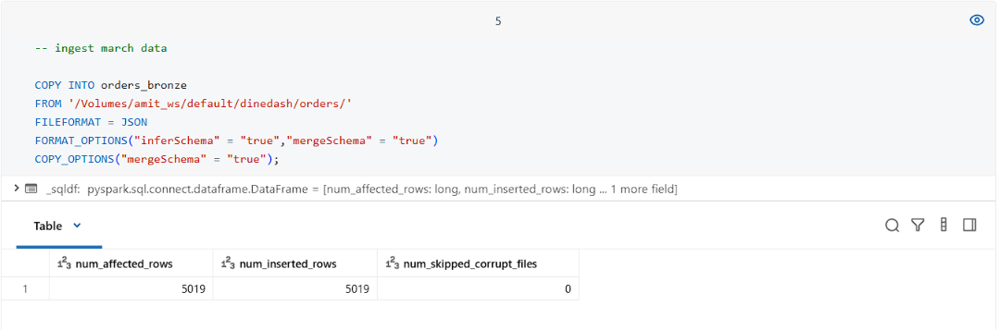 5
-- ingest march data
COPY INTO orders_bronze
FROM '/Volumes/amit_ws/default/dinedash/orders/'
FILEFORMAT = JSON
FORMAT_OPTIONS("inferSchema" = "true","mergeSchema" = "true")
COPY_OPTIONS("mergeSchema" = "true");
_sqldf: pyspark.sql.connect.dataframe.DataFrame = [num_affected_rows: long, num_inserted_rows: long ... 1 more field]
Table
123 num_affected_rows 123 num_inserted_rows 123 num_skipped_corrupt_files
1 5019 5019 0